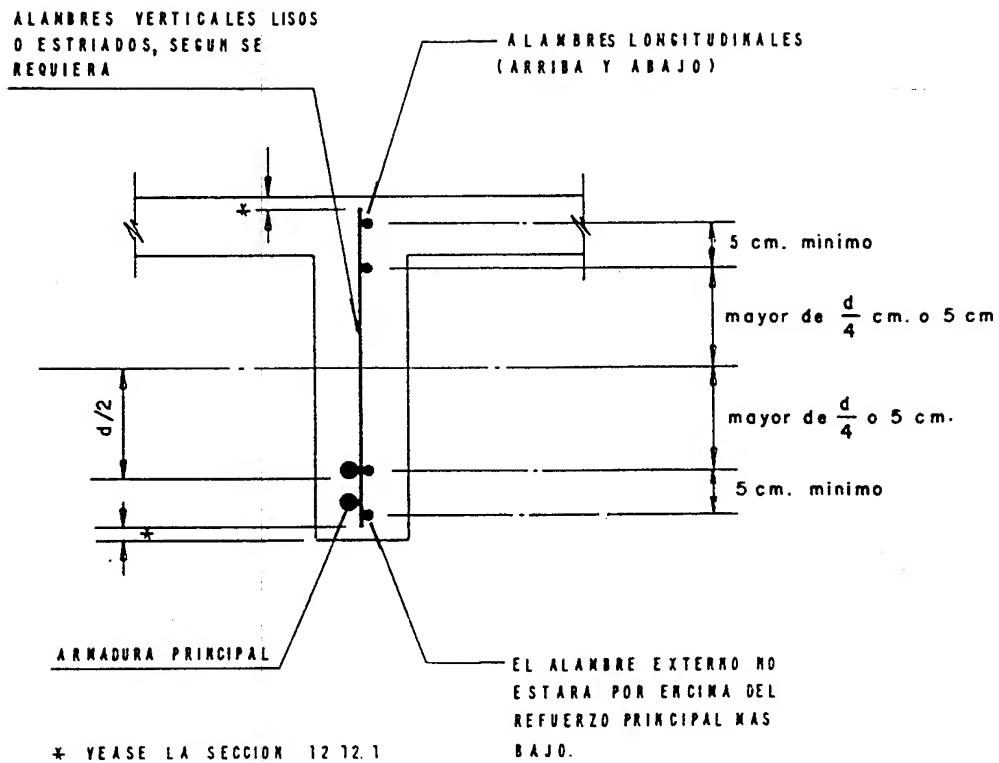 ALAMBRES VERTICALES LISOS
O ESTRIADOS, SEGUN SE
REQUIERA
ALAMBRES LONGITUDINALES
(ARRIBA Y ABAJO)
*
5 cm. minimo
mayor de d/4 cm. o 5 cm
d/2
mayor de d/4 o 5 cm.
5 cm. minimo
*
ARMADURA PRINCIPAL
EL ALAMBRE EXTERNO NO
ESTARA POR ENCIMA DEL
REFUERZO PRINCIPAL MAS
BAJO.
* VEASE LA SECCION 12.12.1